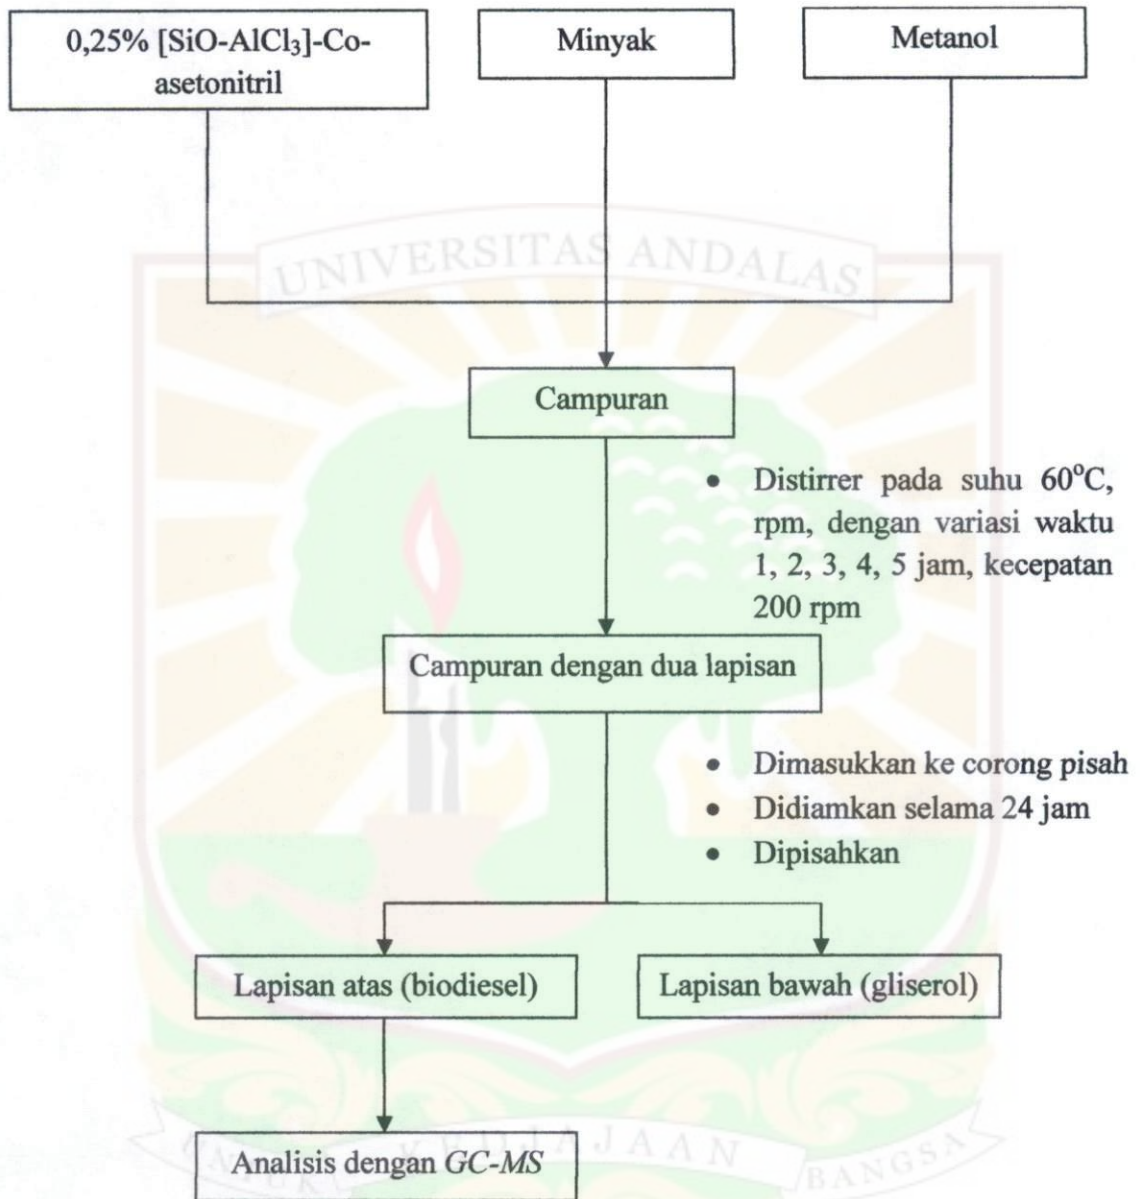 0,25% [SiO-AlCl₃]-Co-
asetonitril
Minyak
Metanol
UNIVERSITAS ANDALAS
Campuran
• Distirrer pada suhu 60°C,
rpm, dengan variasi waktu
1, 2, 3, 4, 5 jam, kecepatan
200 rpm
Campuran dengan dua lapisan
• Dimasukkan ke corong pisah
• Didiamkan selama 24 jam
• Dipisahkan
Lapisan atas (biodiesel)
Lapisan bawah (gliserol)
Analisis dengan GC-MS
KEDJAJAAN
BANGSA